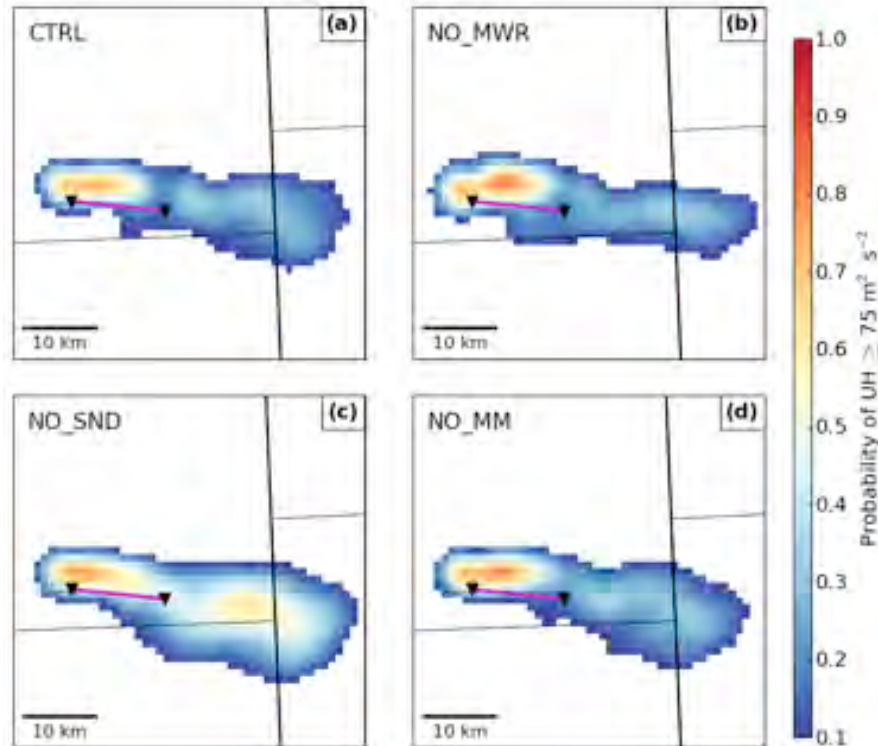 CTRL
(a)
10 km
NO_MWR
(b)
10 km
NO_SND
(c)
10 km
NO_MM
(d)
10 km
1.0
0.9
0.8
0.7
0.6
0.5
0.4
0.3
0.2
0.1
Probability of UH ≥ 75 m² s⁻²